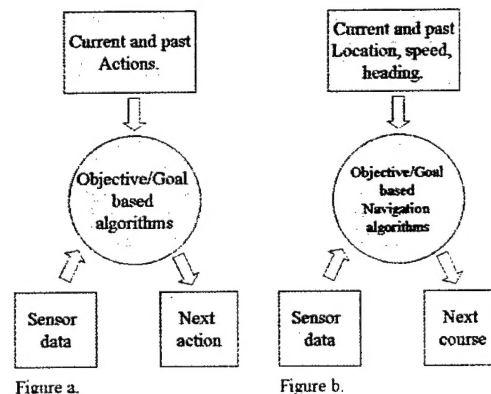 Current and past
Actions.
Objective/Goal
based
algorithms
Sensor
data
Next
action
Figure a.
Current and past
Location, speed,
heading.
Objective/Goal
based
Navigation
algorithms
Sensor
data
Next
course
Figure b.